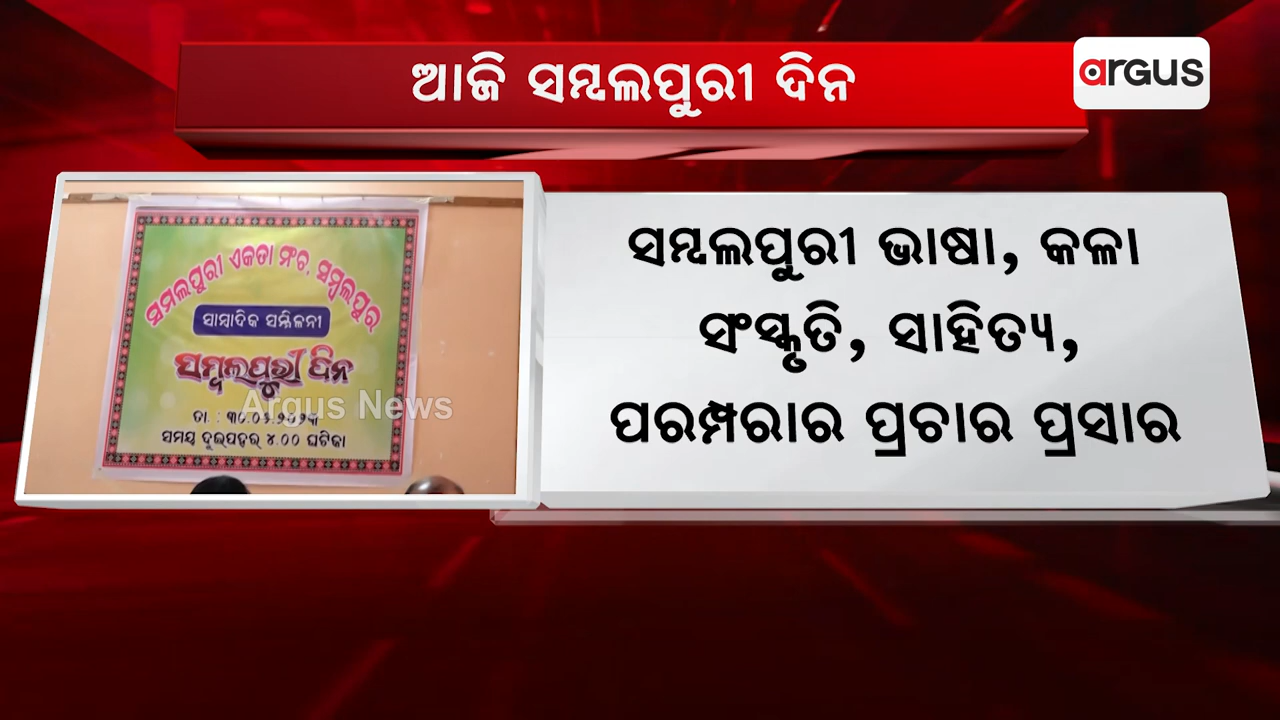 ଆଜି ସମ୍ବଲପୁରୀ ଦିନ
arGUS
ସମ୍ବଲପୁରୀ ଏକତା ମଂଚ, ସମ୍ବଲପୁର
ସାମ୍ବାଦିକ ସମ୍ମିଳନୀ
ସମ୍ବଲପୁରୀ ଦିନ
Argus News
ତା :
ସମୟ ଦୁଇପହର୍ ୪.୦୦ ଘଟିକା
ସମ୍ବଲପୁରୀ ଭାଷା, କଳା
ସଂସ୍କୃତି, ସାହିତ୍ୟ,
ପରମ୍ପରାର ପ୍ରଚାର ପ୍ରସାର